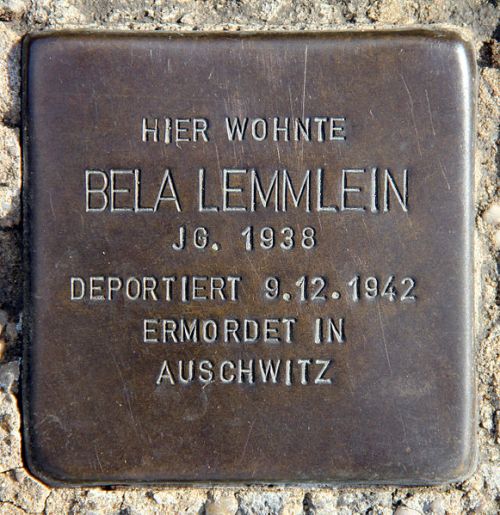 HIER WOHNTE
BELA LEMMLEIN
JG. 1938
DEPORTIERT 9.12.1942
ERMORDET IN
AUSCHWITZ